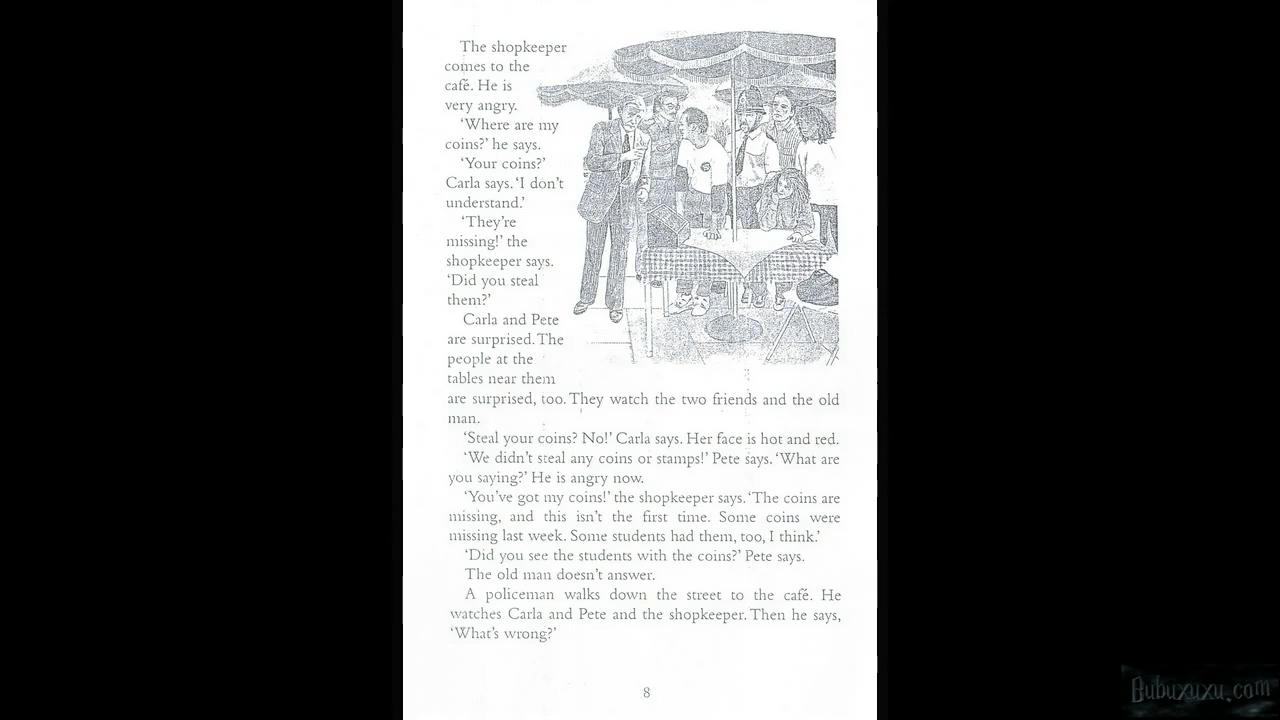 The shopkeeper
comes to the
café. He is
very angry.
‘Where are my
coins?’ he says.
‘Your coins?’
Carla says. ‘I don’t
understand.’
‘They’re
missing!’ the
shopkeeper says.
‘Did you steal
them?’
Carla and Pete
are surprised. The
people at the
tables near them
are surprised, too. They watch the two friends and the old
man.
‘Steal your coins? No!’ Carla says. Her face is hot and red.
‘We didn’t steal any coins or stamps!’ Pete says. ‘What are
you saying?’ He is angry now.
‘You’ve got my coins!’ the shopkeeper says. ‘The coins are
missing, and this isn’t the first time. Some coins were
missing last week. Some students had them, too, I think.’
‘Did you see the students with the coins?’ Pete says.
The old man doesn’t answer.
A policeman walks down the street to the café. He
watches Carla and Pete and the shopkeeper. Then he says,
‘What’s wrong?’
8
Bubuxuxu.com